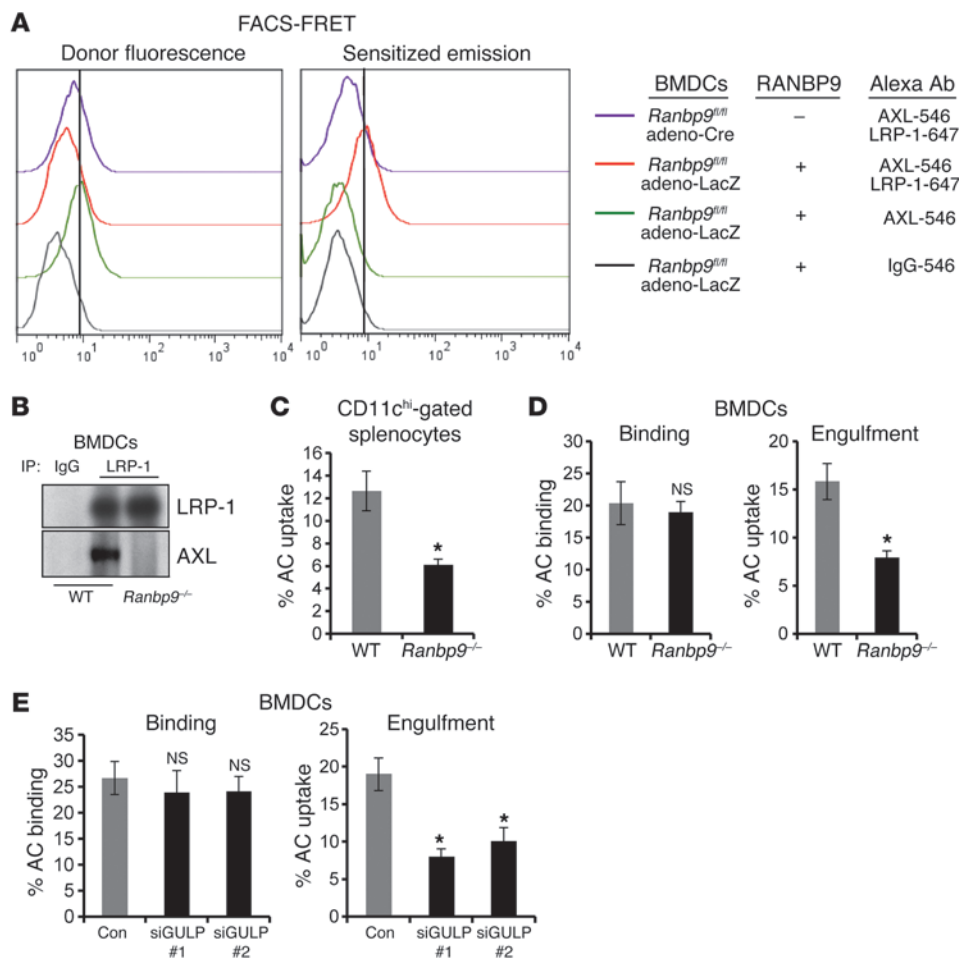 A
FACS-FRET
Donor fluorescence
Sensitized emission
10⁰ 10¹ 10² 10³ 10⁴
10⁰ 10¹ 10² 10³ 10⁴
BMDCs RANBP9 Alexa Ab
Ranbp9fl/fl
adeno-Cre
–
AXL-546
LRP-1-647
Ranbp9fl/fl
adeno-LacZ
+
AXL-546
LRP-1-647
Ranbp9fl/fl
adeno-LacZ
+
AXL-546
Ranbp9fl/fl
adeno-LacZ
+
IgG-546
B
BMDCs
IP: IgG LRP-1
LRP-1
AXL
WT Ranbp9–/–
C
CD11chi-gated
splenocytes
% AC uptake
16
14
12
10
8
6
4
2
0
*
WT Ranbp9–/–
D
BMDCs
Binding
% AC binding
30
25
20
15
10
5
0
NS
WT Ranbp9–/–
Engulfment
% AC uptake
20
15
10
5
0
*
WT Ranbp9–/–
E
BMDCs
Binding
% AC binding
35
30
25
20
15
10
5
0
NS
NS
Con siGULP #1 siGULP #2
Engulfment
% AC uptake
25
20
15
10
5
0
*
*
Con siGULP #1 siGULP #2